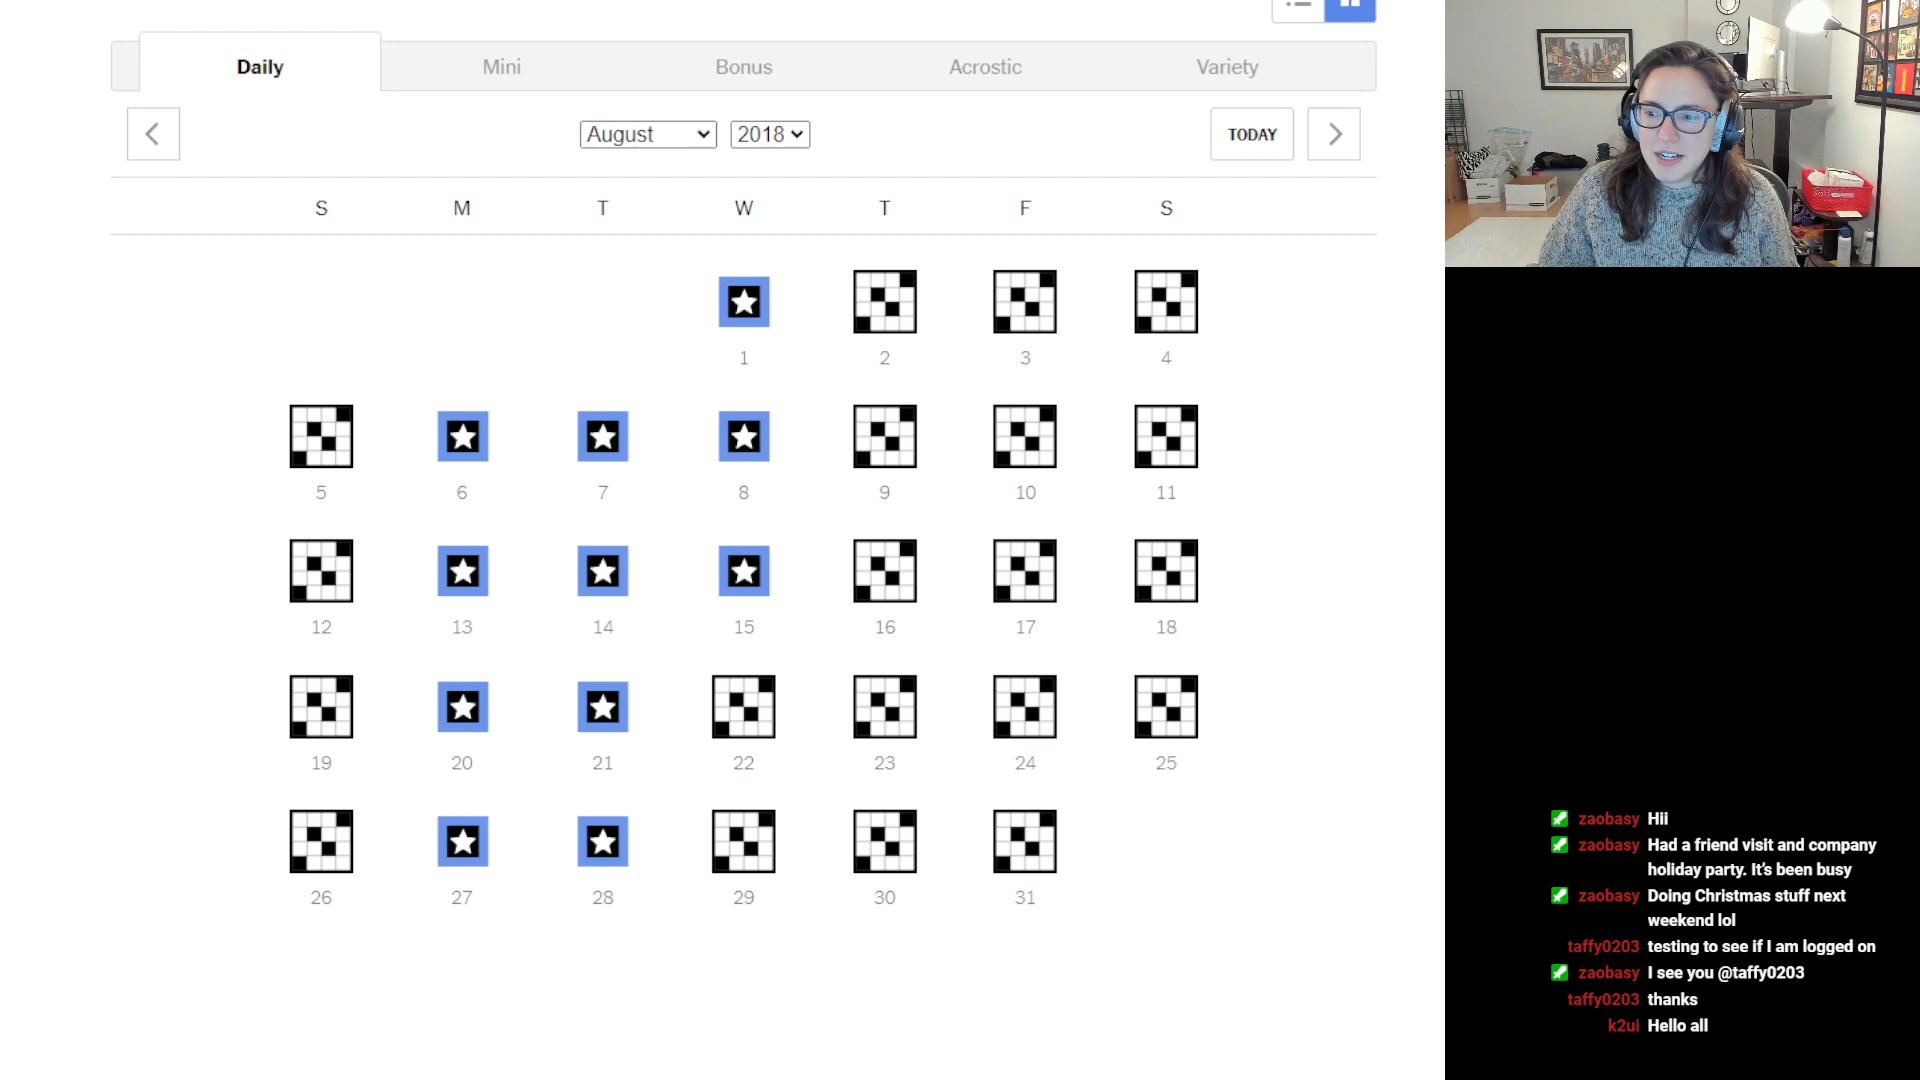 Daily Mini Bonus Acrostic Variety
August 2018 TODAY
S M T W T F S
1 2 3 4
5 6 7 8 9 10 11
12 13 14 15 16 17 18
19 20 21 22 23 24 25
26 27 28 29 30 31
zaobasy Hii
zaobasy Had a friend visit and company
holiday party. It's been busy
zaobasy Doing Christmas stuff next
weekend lol
taffy0203 testing to see if I am logged on
zaobasy I see you @taffy0203
taffy0203 thanks
k2ui Hello all